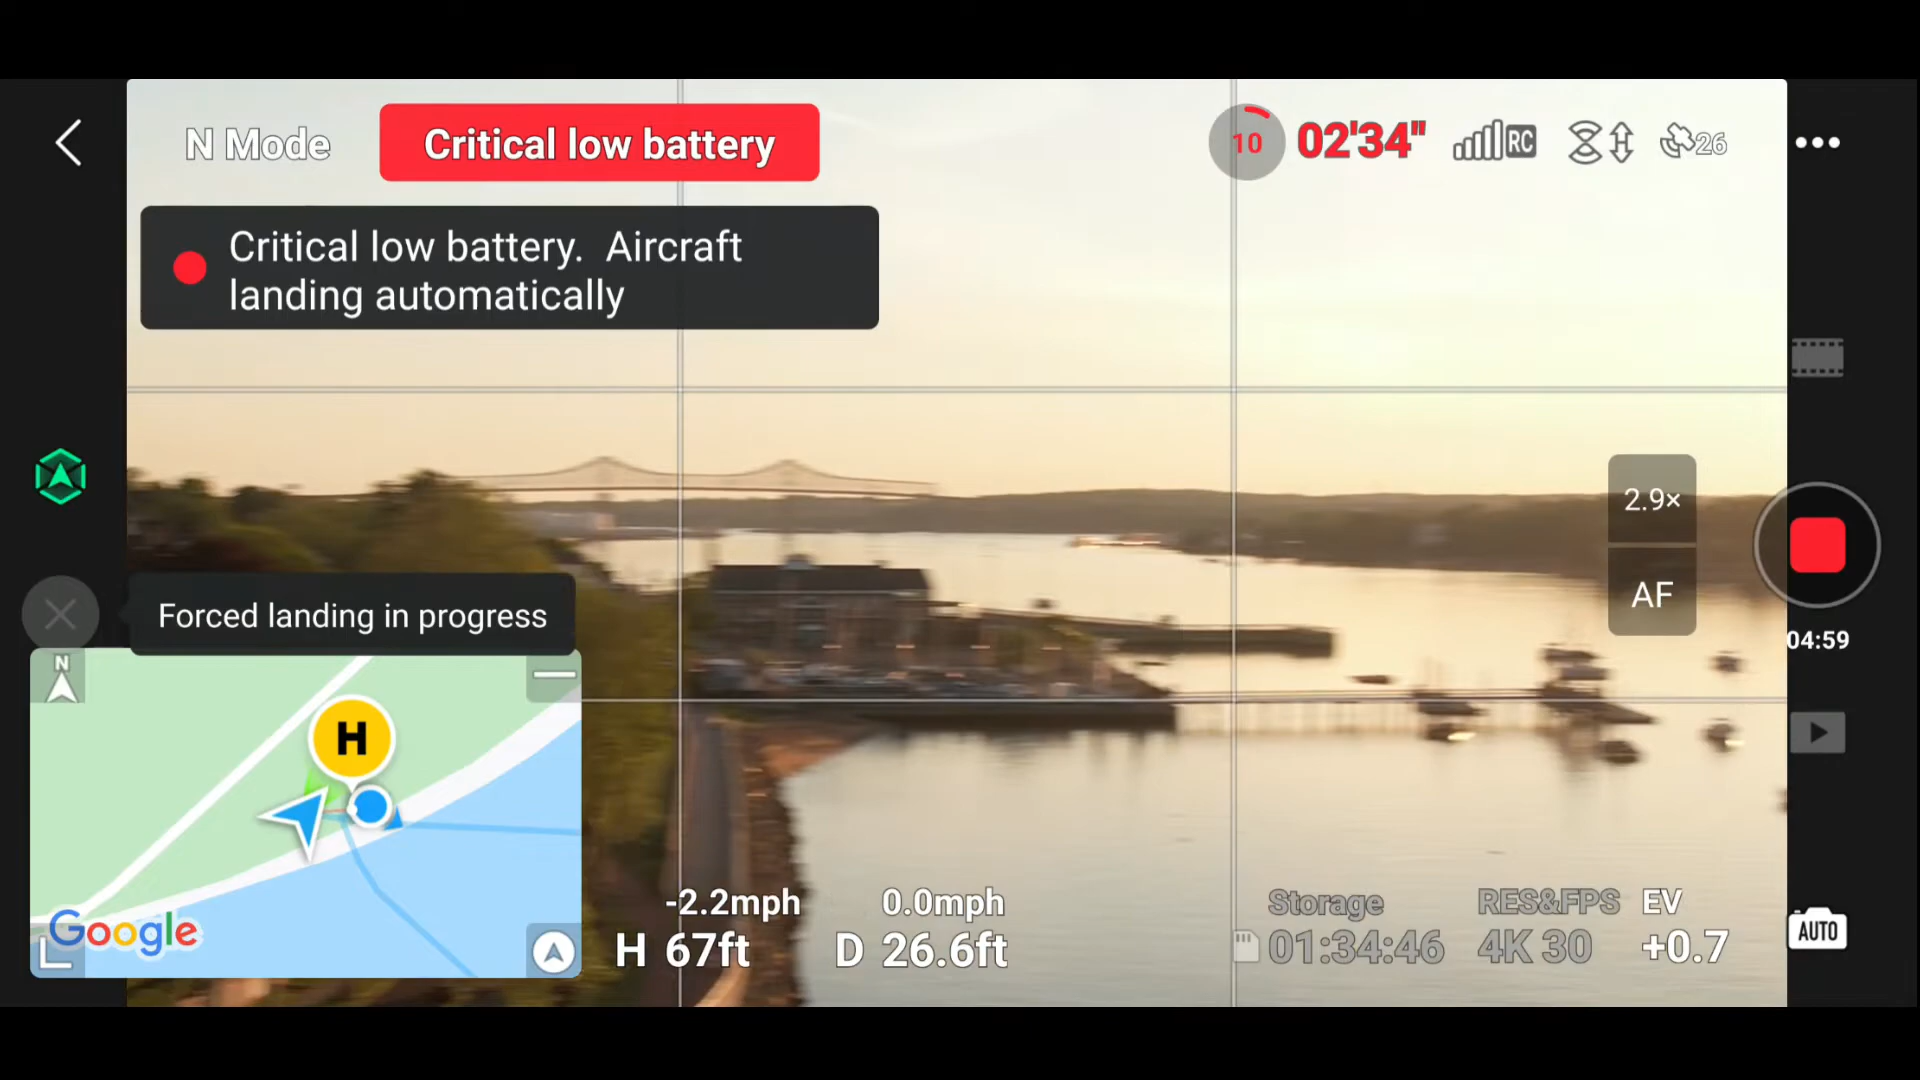 N Mode
Critical low battery
10
02'34"
RC
26
Critical low battery. Aircraft
landing automatically
2.9×
AF
04:59
Forced landing in progress
N
H
Google
-2.2mph
0.0mph
H 67ft
D 26.6ft
Storage
01:34:46
RES&FPS
4K 30
EV
+0.7
AUTO